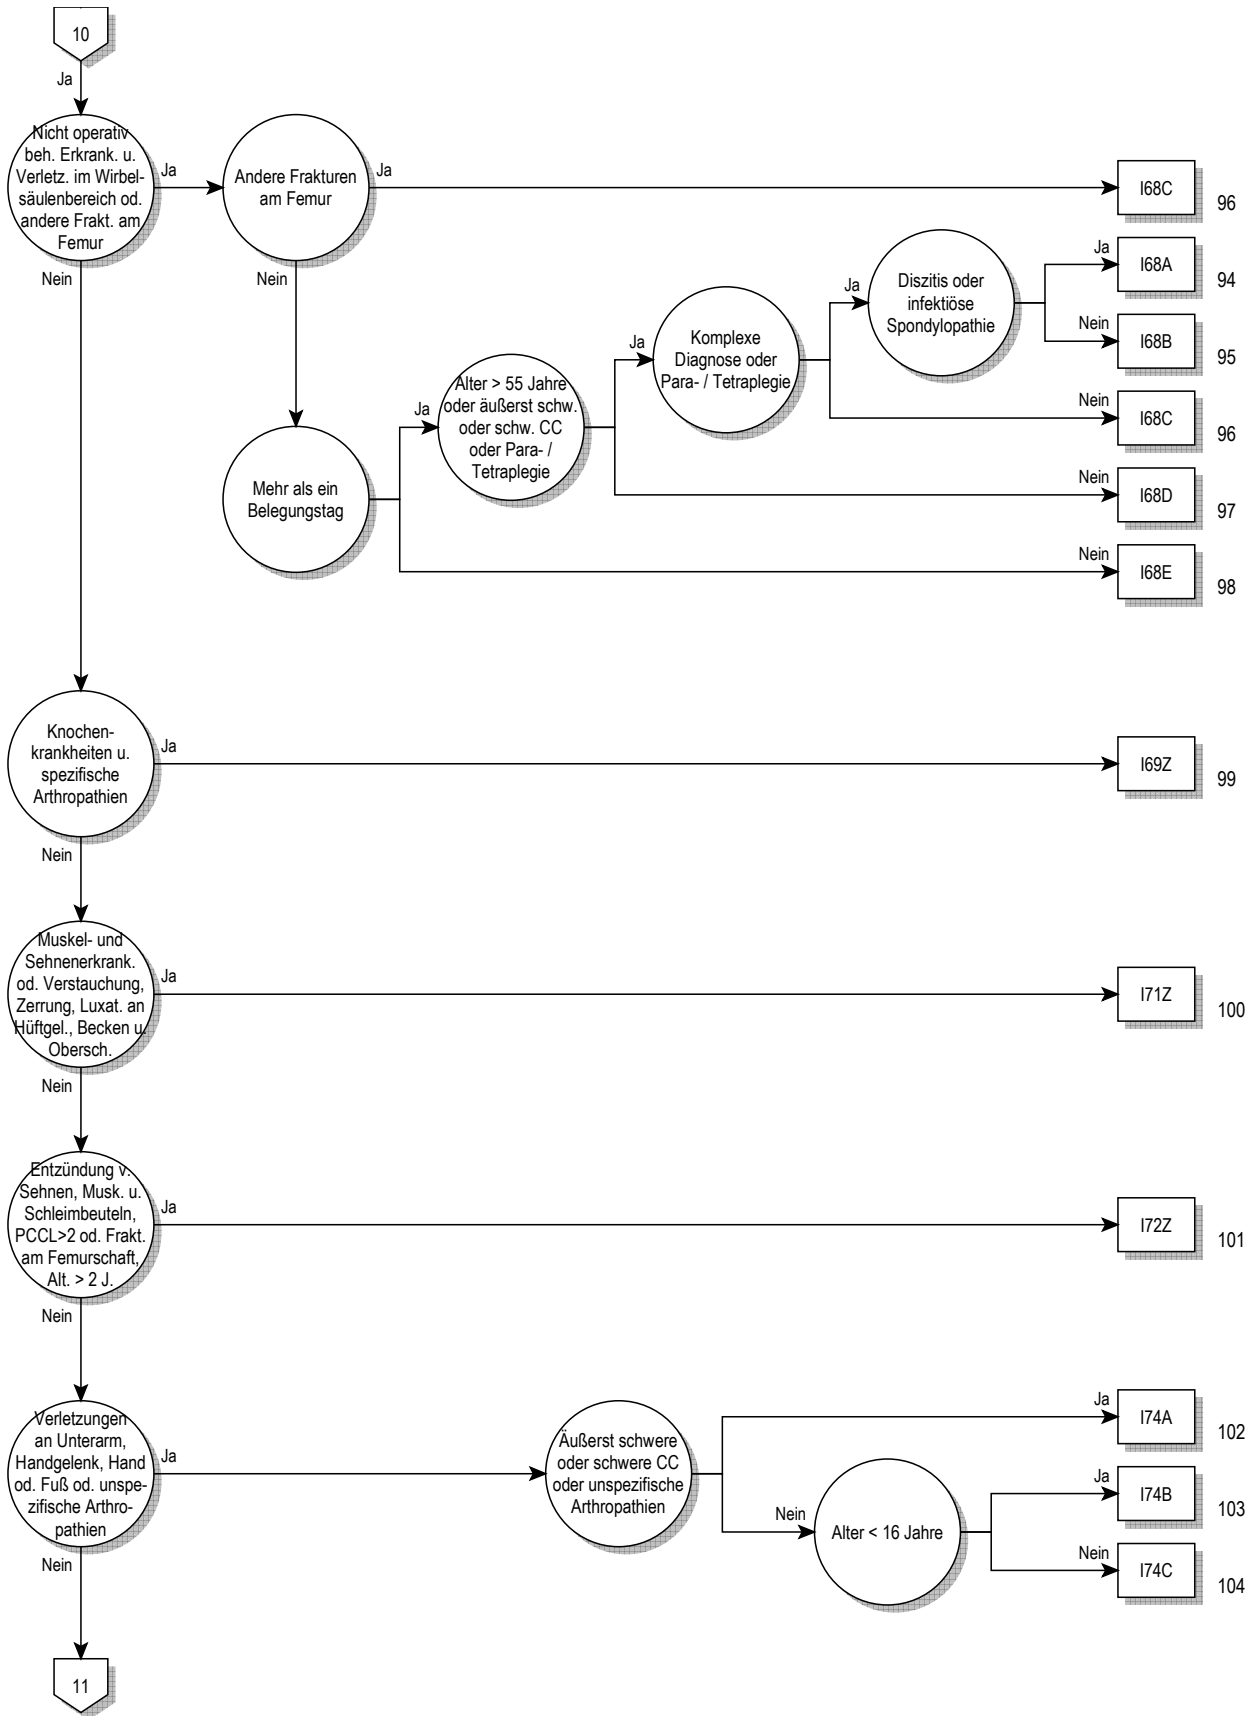 10
Ja
Nicht operativ
beh. Erkrank. u.
Verletz. im Wirbel-
säulenbereich od.
andere Frakt. am
Femur
Ja
Andere Frakturen
am Femur
Ja
I68C
96
Nein
Nein
Mehr als ein
Belegungstag
Ja
Alter > 55 Jahre
oder äußerst schw.
oder schw. CC
oder Para- /
Tetraplegie
Ja
Komplexe
Diagnose oder
Para- / Tetraplegie
Ja
Diszitis oder
infektiöse
Spondylopathie
Ja
I68A
94
Nein
I68B
95
Nein
I68C
96
Nein
I68D
97
Nein
I68E
98
Knochen-
krankheiten u.
spezifische
Arthropathien
Ja
I69Z
99
Nein
Muskel- und
Sehnenerkrank.
od. Verstauchung,
Zerrung, Luxat. an
Hüftgel., Becken u.
Obersch.
Ja
I71Z
100
Nein
Entzündung v.
Sehnen, Musk. u.
Schleimbeuteln,
PCCL>2 od. Frakt.
am Femurschaft,
Alt. > 2 J.
Ja
I72Z
101
Nein
Verletzungen
an Unterarm,
Handgelenk, Hand
od. Fuß od. unspe-
zifische Arthro-
pathien
Ja
Äußerst schwere
oder schwere CC
oder unspezifische
Arthropathien
Ja
I74A
102
Nein
Alter < 16 Jahre
Ja
I74B
103
Nein
I74C
104
Nein
11